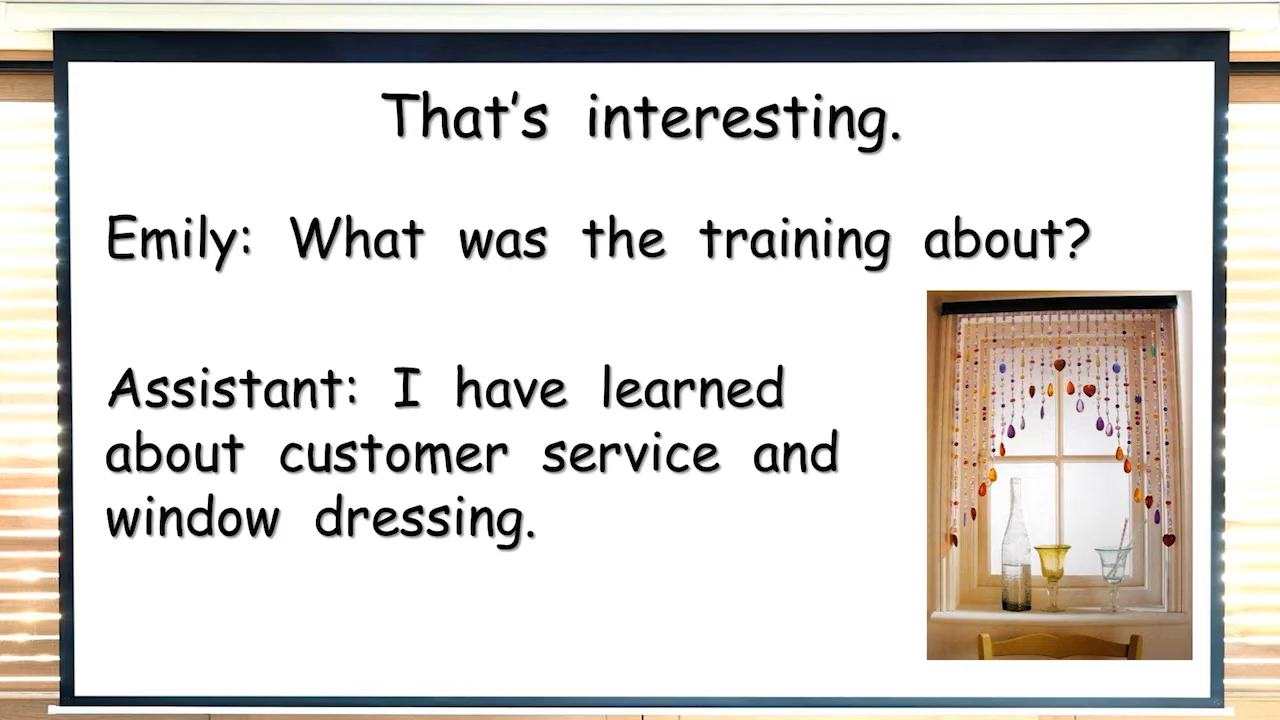 That's interesting.
Emily: What was the training about?
Assistant: I have learned
about customer service and
window dressing.